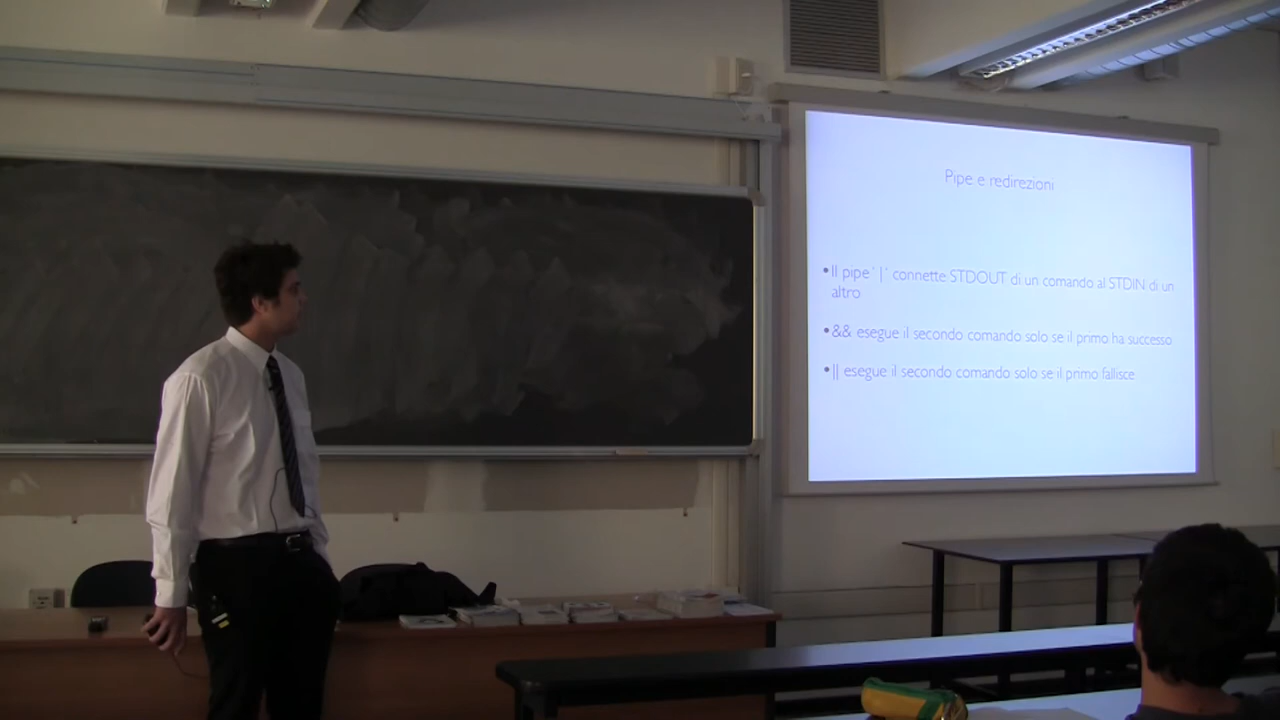 Pipe e redirezioni
•Il pipe `|` connette STDOUT di un comando al STDIN di un
altro
•&& esegue il secondo comando solo se il primo ha successo
•|| esegue il secondo comando solo se il primo fallisce